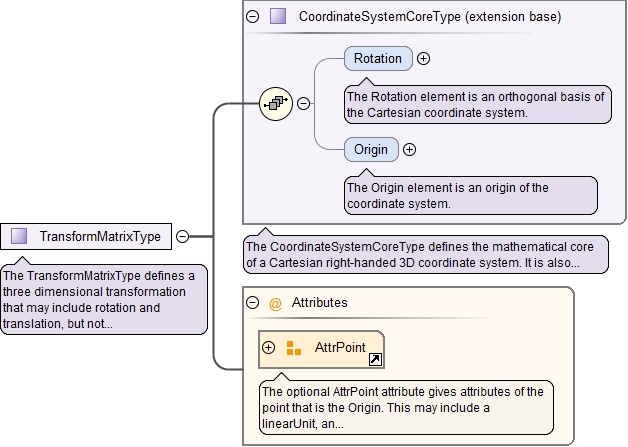 CoordinateSystemCoreType (extension base)
Rotation
The Rotation element is an orthogonal basis of
the Cartesian coordinate system.
Origin
The Origin element is an origin of the
coordinate system.
TransformMatrixType
The TransformMatrixType defines a
three dimensional transformation
that may include rotation and
translation, but not...
The CoordinateSystemCoreType defines the mathematical core
of a Cartesian right-handed 3D coordinate system. It is also...
@ Attributes
AttrPoint
The optional AttrPoint attribute gives attributes of the
point that is the Origin. This may include a
linearUnit, an...